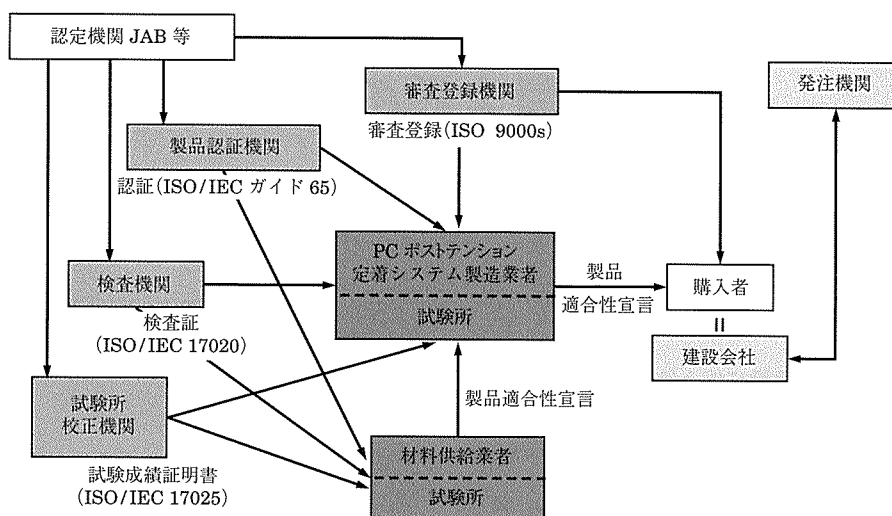 認定機関 JAB 等
審査登録機関
審査登録(ISO 9000s)
発注機関
製品認証機関
認証(ISO/IEC ガイド 65)
PC ポストテンション
定着システム製造業者
試験所
製品
適合性宣言
購入者
建設会社
検査機関
検査証
(ISO/IEC 17020)
試験所
校正機関
試験成績証明書
(ISO/IEC 17025)
製品適合性宣言
材料供給業者
試験所